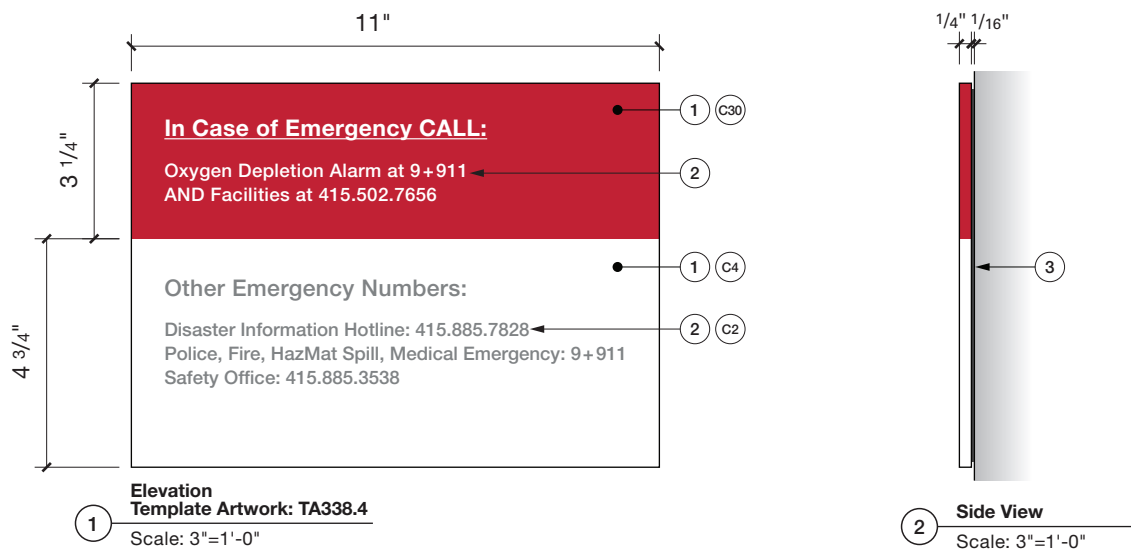 11"
1/4" 1/16"
3 1/4"
In Case of Emergency CALL:
1 C30
Oxygen Depletion Alarm at 9+911
2
AND Facilities at 415.502.7656
4 3/4"
1 C4
3
Other Emergency Numbers:
Disaster Information Hotline: 415.885.7828
2 C2
Police, Fire, HazMat Spill, Medical Emergency: 9+911
Safety Office: 415.885.3538
1
Elevation
Template Artwork: TA338.4
Scale: 3"=1'-0"
2
Side View
Scale: 3"=1'-0"